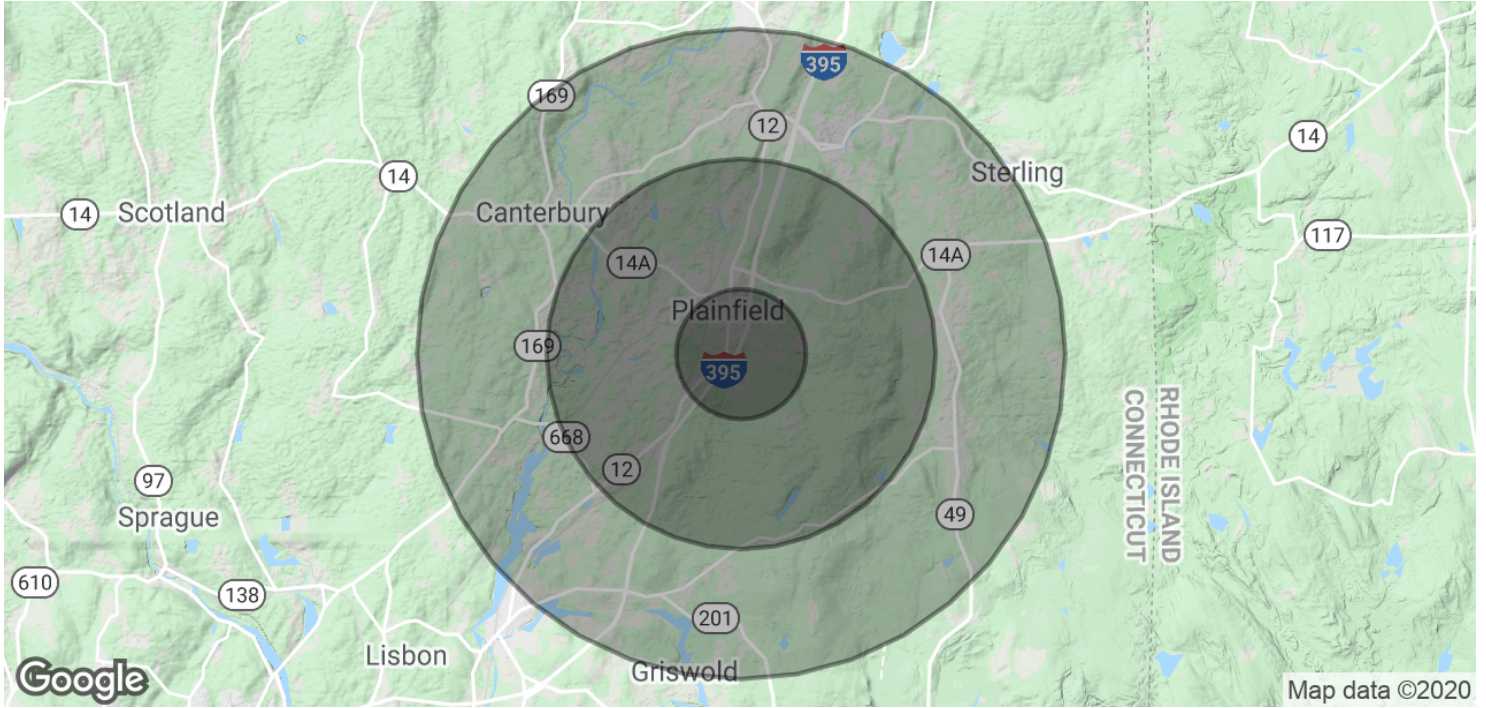 395
169
12
14
14
Sterling
14
Scotland
Canterbury
117
14A
14A
Plainfield
169
395
668
12
RHODE ISLAND
CONNECTICUT
97
49
Sprague
610
138
201
Lisbon
Griswold
Google
Map data ©2020